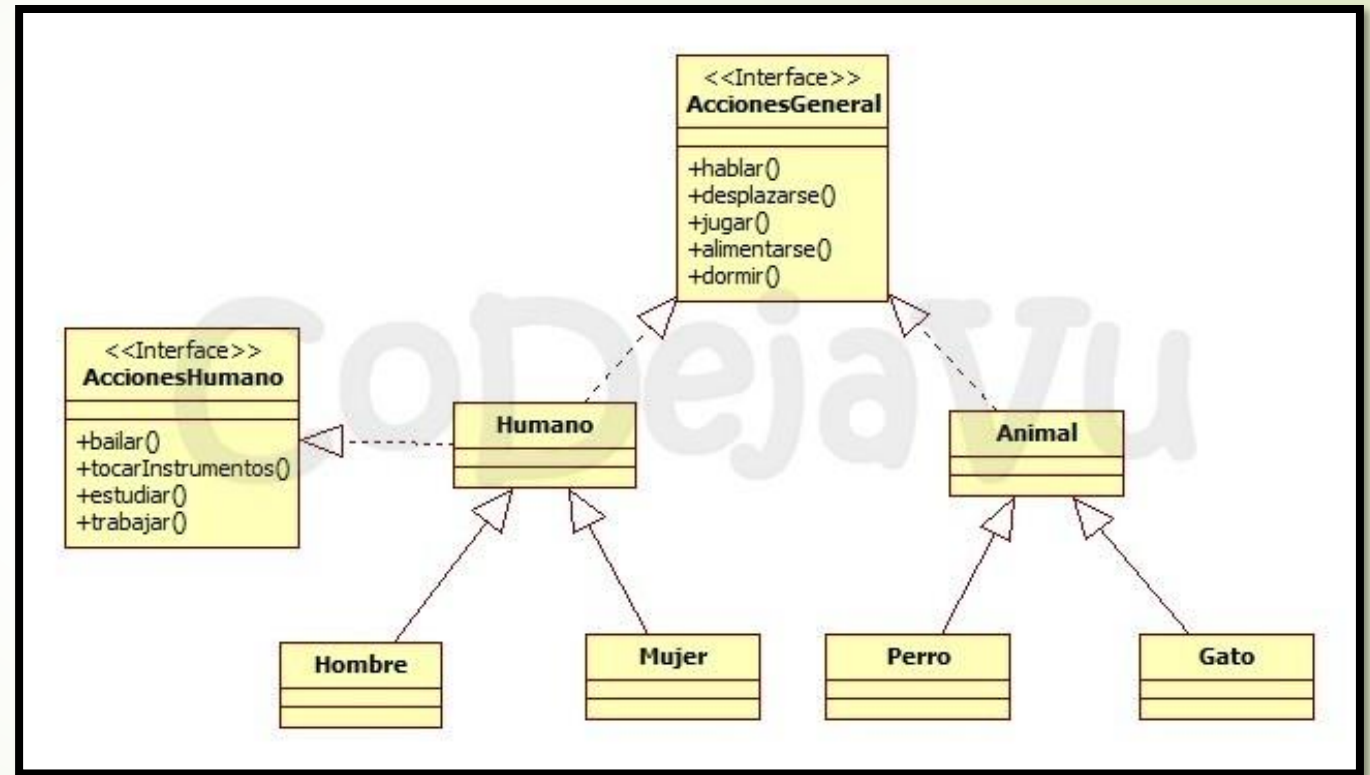 <<Interface>>
AccionesGeneral
+hablar()
+desplazarse()
+jugar()
+alimentarse()
+dormir()
<<Interface>>
AccionesHumano
+bailar()
+tocarInstrumentos()
+estudiar()
+trabajar()
Humano
Animal
Hombre
Mujer
Perro
Gato
CoDejaVu